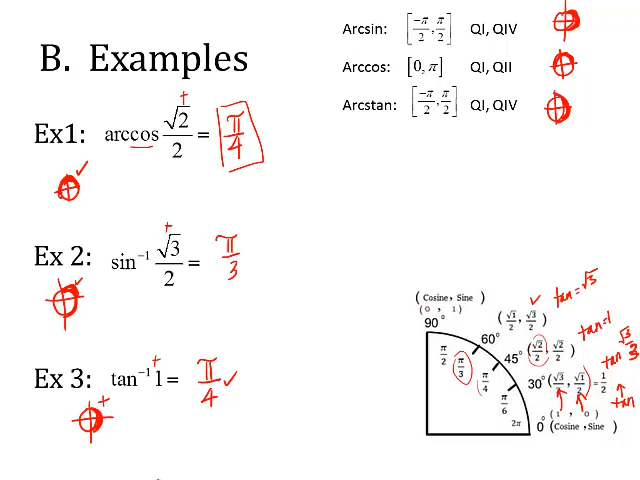 Arcsin: [-π/2, π/2] QI, QIV
Arccos: [0, π] QI, QII
Arcstan: [-π/2, π/2] QI, QIV
B. Examples
Ex1: arccos √2/2 = π/4
+
Ex 2: sin⁻¹ √3/2 = π/3
+
Ex 3: tan⁻¹ 1 = π/4
+
+
(Cosine, Sine)
(0, 1)
90°
tan = √3
(√1/2, √3/2)
60°
tan = 1
(√2/2, √2/2)
45°
tan √3/3
30° (√3/2, √1/2) = 1/2
tan
(1, 0)
0° (Cosine, Sine)
π/2
π/3
π/4
π/6
2π